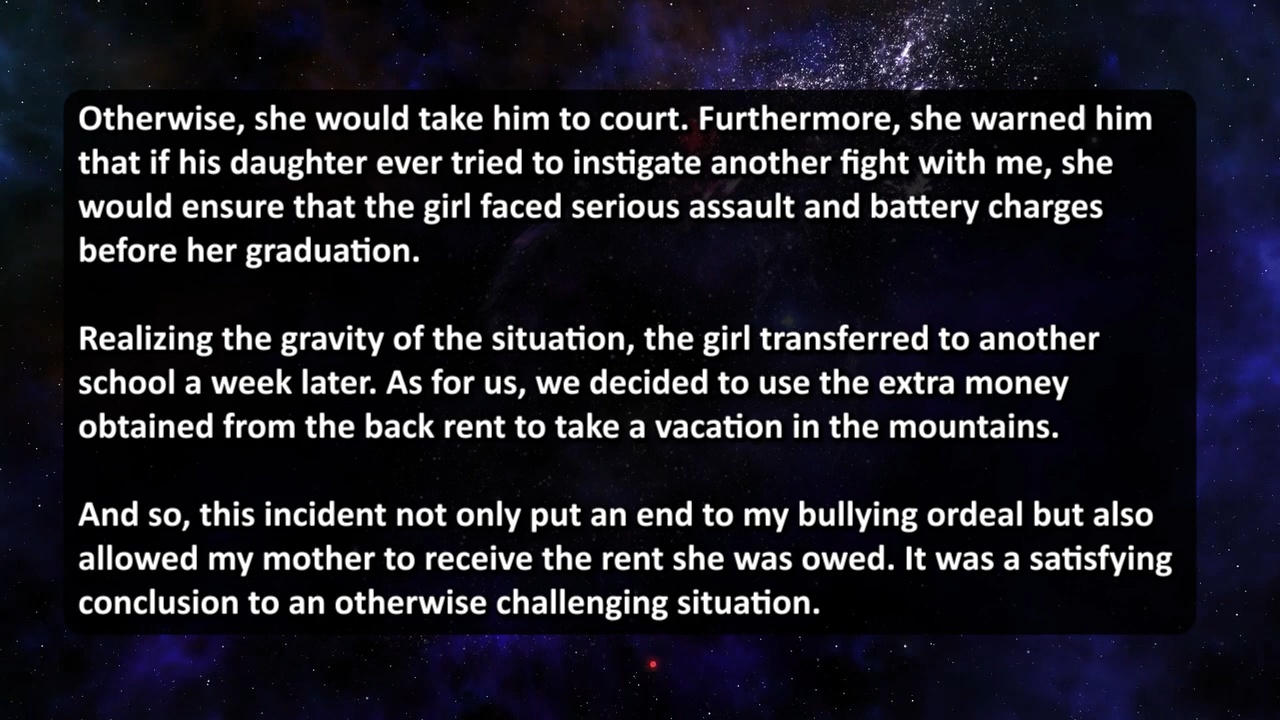 Otherwise, she would take him to court. Furthermore, she warned him
that if his daughter ever tried to instigate another fight with me, she
would ensure that the girl faced serious assault and battery charges
before her graduation.
Realizing the gravity of the situation, the girl transferred to another
school a week later. As for us, we decided to use the extra money
obtained from the back rent to take a vacation in the mountains.
And so, this incident not only put an end to my bullying ordeal but also
allowed my mother to receive the rent she was owed. It was a satisfying
conclusion to an otherwise challenging situation.